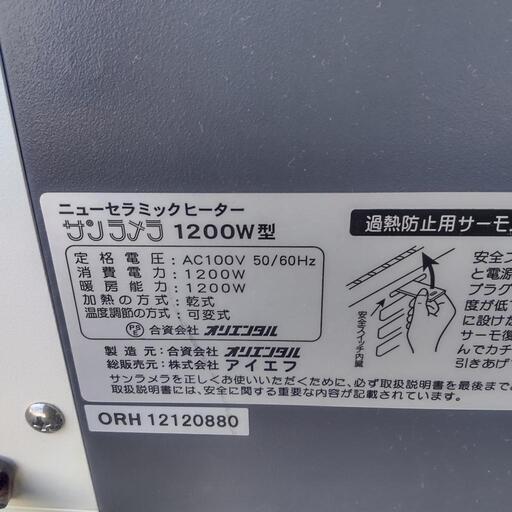 ニューセラミックヒーター
サンラメラ 1200W型
定格電圧:AC100V 50/60Hz
消費電力:1200W
暖房能力:1200W
加熱の方式:乾式
温度調節の方式:可変式
PSE 合資会社 オリエンタル
製造元:合資会社 オリエンタル
総販売元:株式会社 アイエフ
サンラメラを正しくお使いいただくために、必ず取扱説明書を最後まで
取扱説明書には、安全に関する重要な内容が記載されています。
ORH 12120880
過熱防止用サーモ
安全スイッチ内臓
安全ス
と電源
プラグ
度が低
に設けた
サーモ復
んでカチ
引きあげ